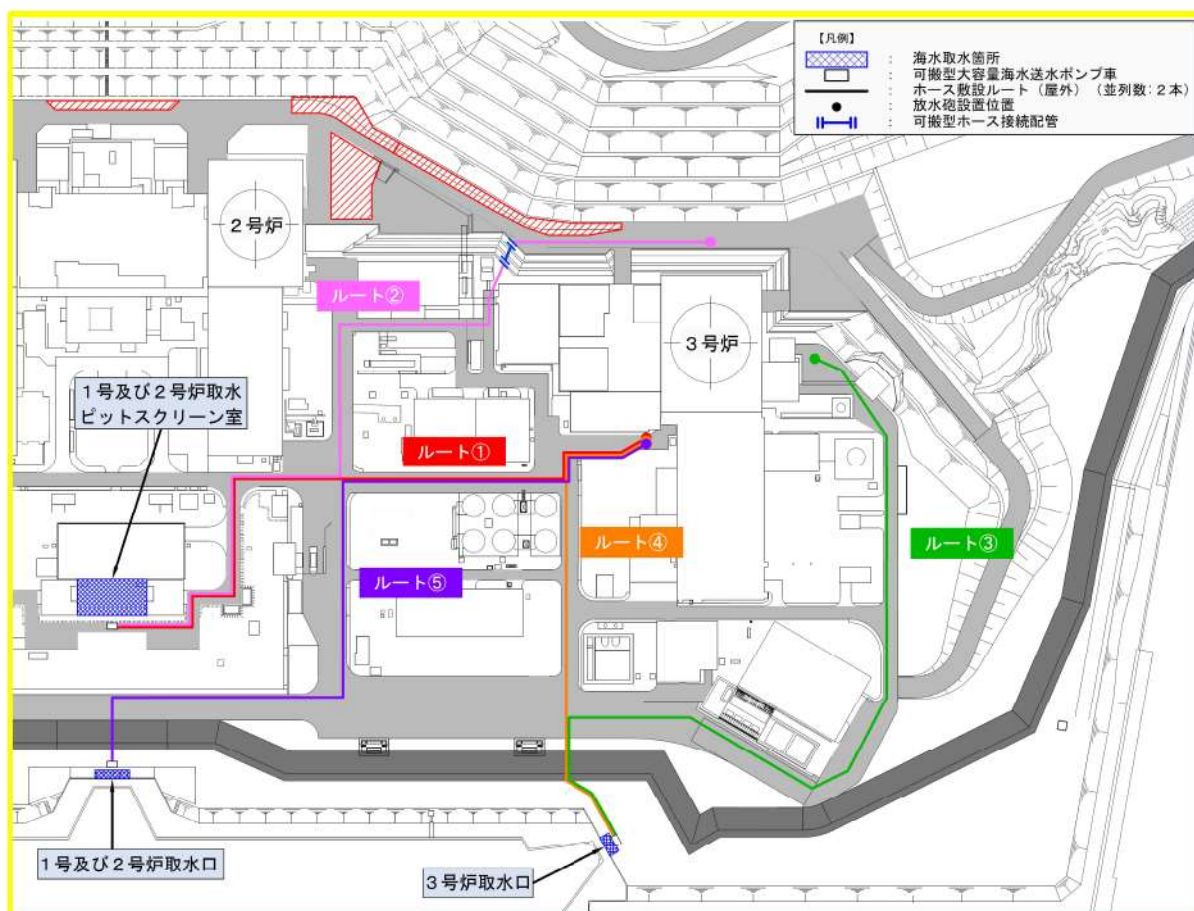 【凡例】
： 海水取水箇所
： 可搬型大容量海水送水ポンプ車
： ホース敷設ルート（屋外）（並列数：２本）
： 放水砲設置位置
： 可搬型ホース接続配管
２号炉
３号炉
ルート②
１号及び２号炉取水
ピットスクリーン室
ルート①
ルート④
ルート③
ルート⑤
１号及び２号炉取水口
３号炉取水口